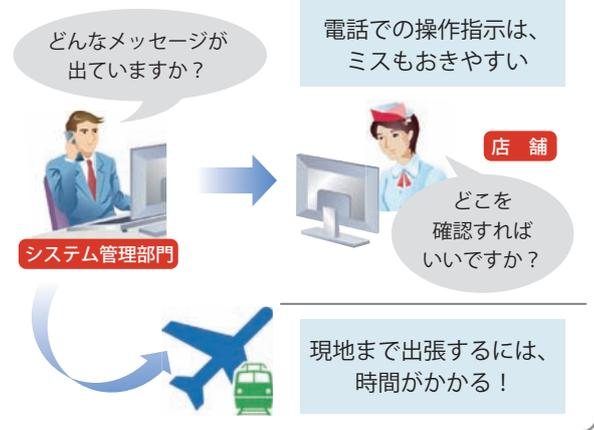 どんなメッセージが
出ていますか？
電話での操作指示は、
ミスもおきやすい
店　舗
どこを
確認すれば
いいですか？
システム管理部門
現地まで出張するには、
時間がかかる！